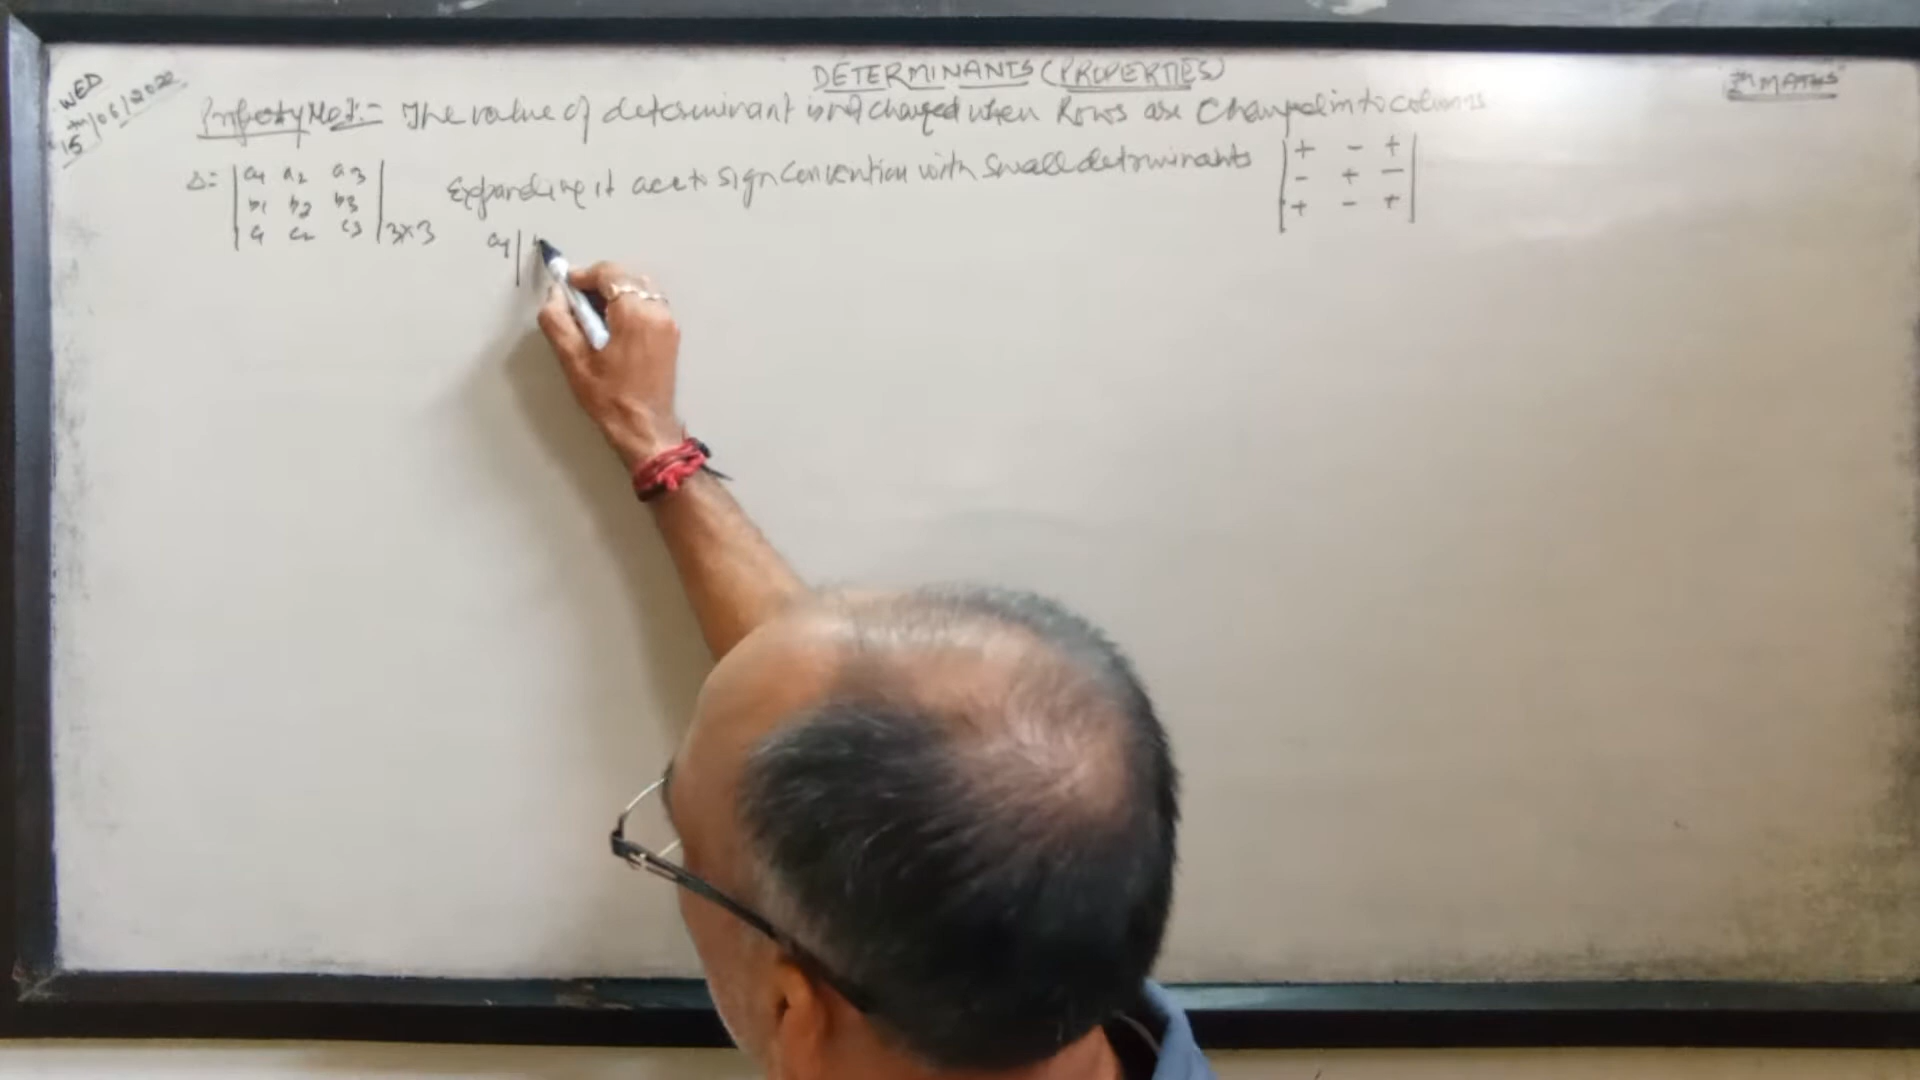 DETERMINANTS (PROPERTIES)
WED
15th/06/2022
Property No I:- The value of determinant is not changed when Rows are Changed into columns
Δ= | a1 a2 a3 |
| b1 b2 b3 |
| c1 c2 c3 | 3×3
Expanding it acc to sign convention with small determinants
| + - + |
| - + - |
| + - + |
a1 |
MATHS